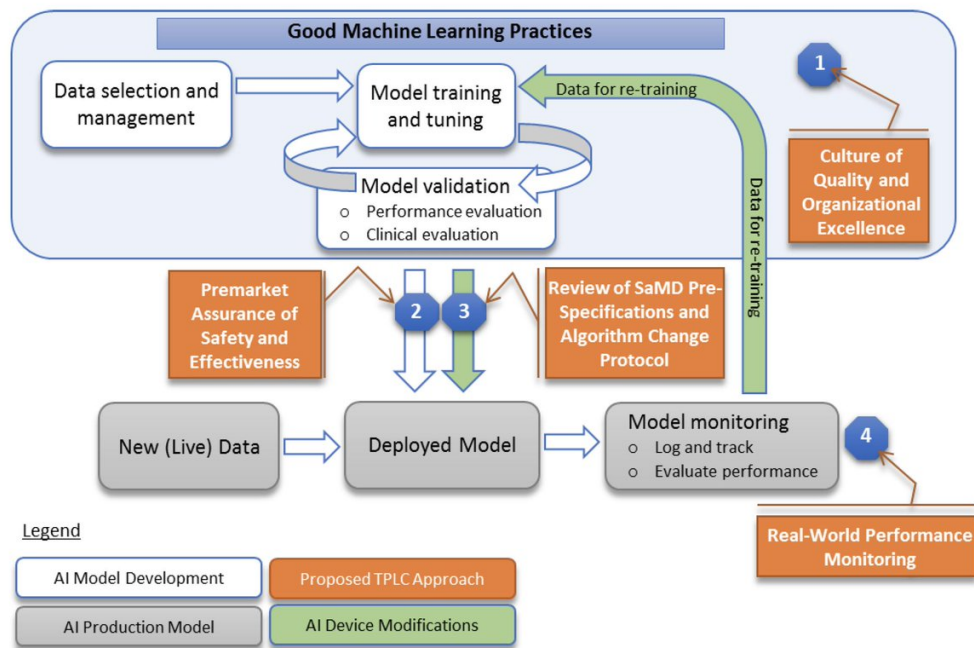 Good Machine Learning Practices
Data selection and
management
Model training
and tuning
Data for re-training
1
Culture of
Quality and
Organizational
Excellence
Model validation
o Performance evaluation
o Clinical evaluation
Data for re-training
Premarket
Assurance of
Safety and
Effectiveness
2
3
Review of SaMD Pre-
Specifications and
Algorithm Change
Protocol
New (Live) Data
Deployed Model
Model monitoring
o Log and track
o Evaluate performance
4
Real-World Performance
Monitoring
Legend
AI Model Development
Proposed TPLC Approach
AI Production Model
AI Device Modifications